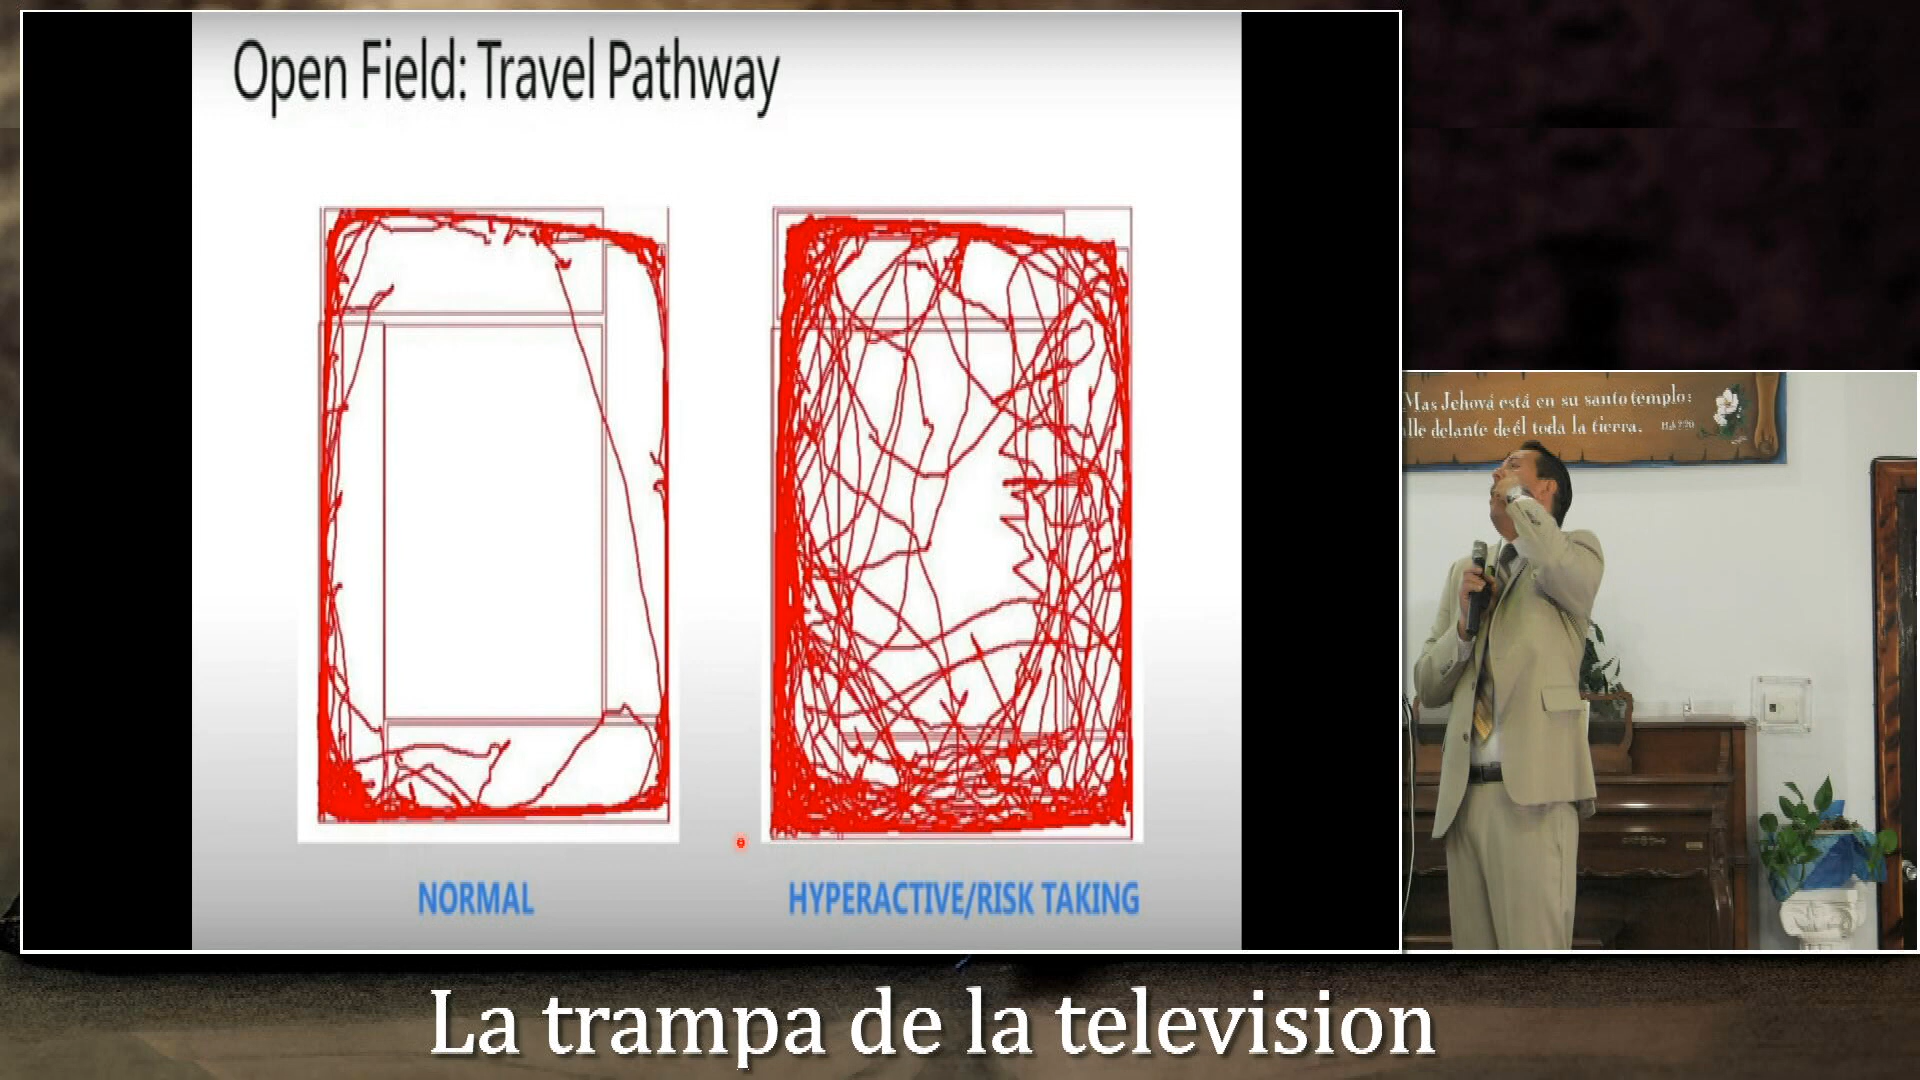 Open Field: Travel Pathway
NORMAL
HYPERACTIVE/RISK TAKING
Mas Jehová está en su santo templo:
lle delante de él toda la tierra.
La trampa de la television